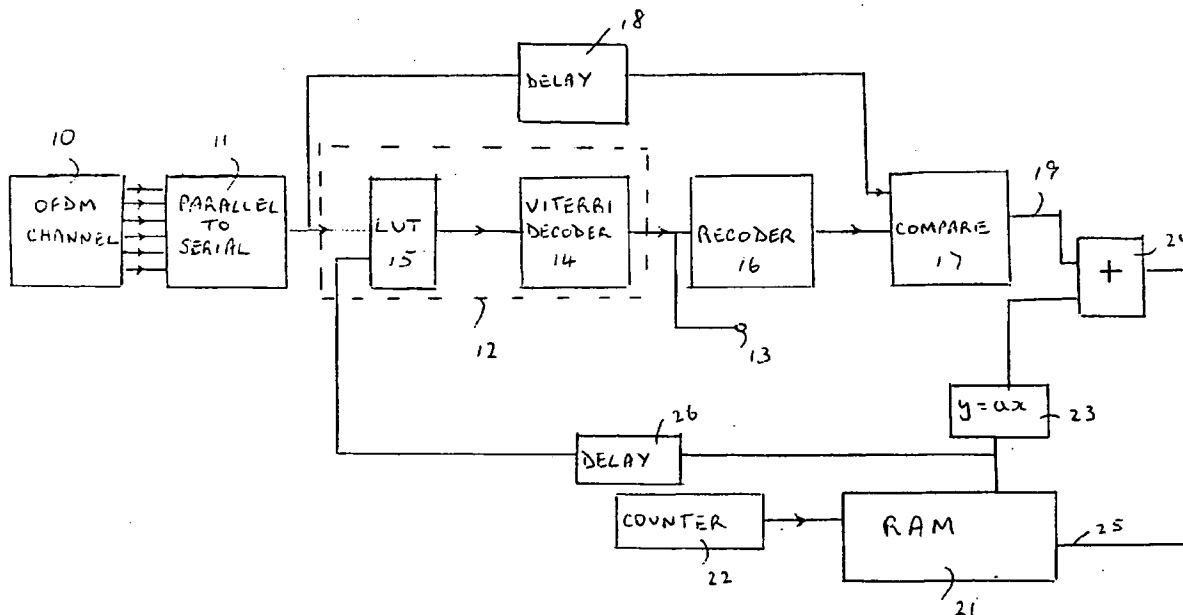 18
DELAY
10
OFDM
CHANNEL
11
PARALLEL
TO
SERIAL
LUT
15
VITERRI
DECODER
14
RECODER
16
COMPARE
17
19
+
12
13
y=ax
23
26
DELAY
COUNTER
22
RAM
21
25